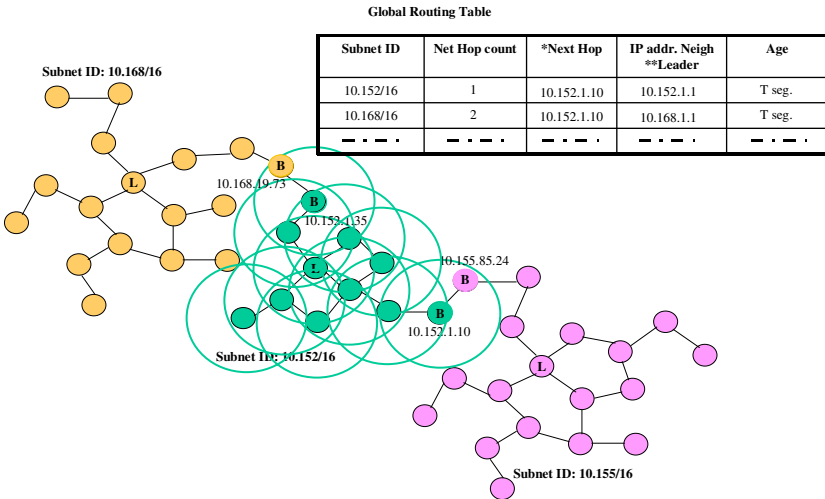 Global Routing Table
Subnet ID Net Hop count *Next Hop IP addr. Neigh **Leader Age
10.152/16 1 10.152.1.10 10.152.1.1 T seg.
10.168/16 2 10.152.1.10 10.168.1.1 T seg.
Subnet ID: 10.168/16
B
10.168.19.73
L
B
10.152.1.35
L
10.155.85.24
B
B
10.152.1.10
Subnet ID: 10.152/16
L
Subnet ID: 10.155/16